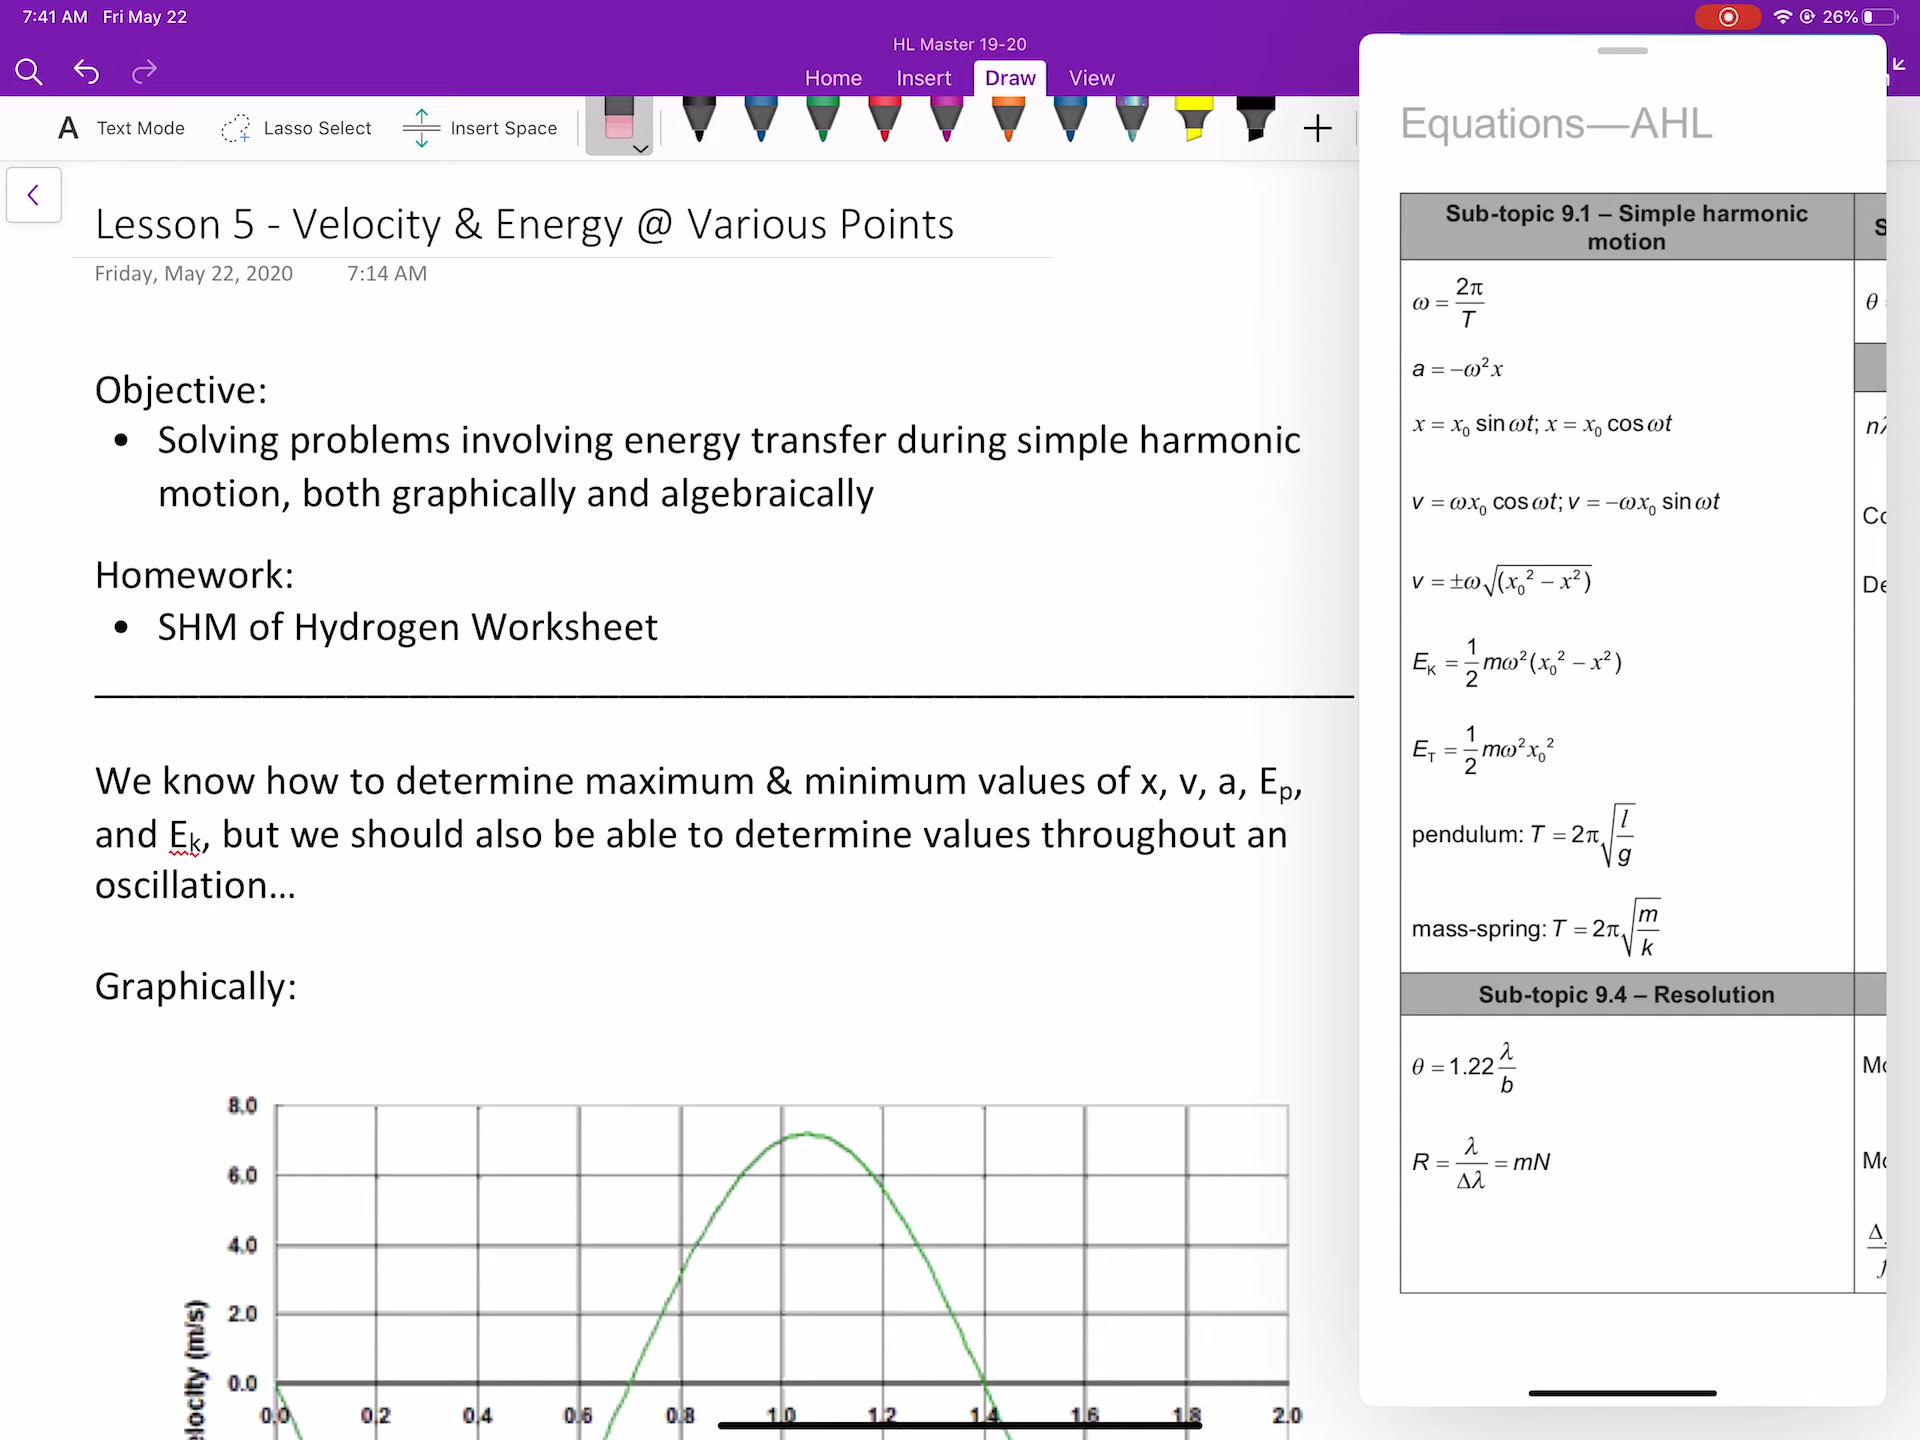 7:41 AM Fri May 22
26%
HL Master 19-20
Home Insert Draw View
A Text Mode Lasso Select Insert Space
Lesson 5 - Velocity & Energy @ Various Points
Friday, May 22, 2020 7:14 AM
Objective:
• Solving problems involving energy transfer during simple harmonic
motion, both graphically and algebraically
Homework:
• SHM of Hydrogen Worksheet
We know how to determine maximum & minimum values of x, v, a, Eₚ,
and Eₖ, but we should also be able to determine values throughout an
oscillation...
Graphically:
8.0
6.0
4.0
2.0
0.0
0.0 0.2 0.4 0.6 0.8 1.0 1.2 1.4 1.6 1.8 2.0
(m/s)
Equations—AHL
Sub-topic 9.1 – Simple harmonic
motion
ω = 2π/T
a = −ω²x
x = x₀ sin ωt; x = x₀ cos ωt
v = ωx₀ cos ωt; v = −ωx₀ sin ωt
v = ±ω√(x₀² − x²)
E_K = 1/2 mω²(x₀² − x²)
E_T = 1/2 mω²x₀²
pendulum: T = 2π√(l/g)
mass-spring: T = 2π√(m/k)
Sub-topic 9.4 – Resolution
θ = 1.22 λ/b
R = λ/Δλ = mN
θ